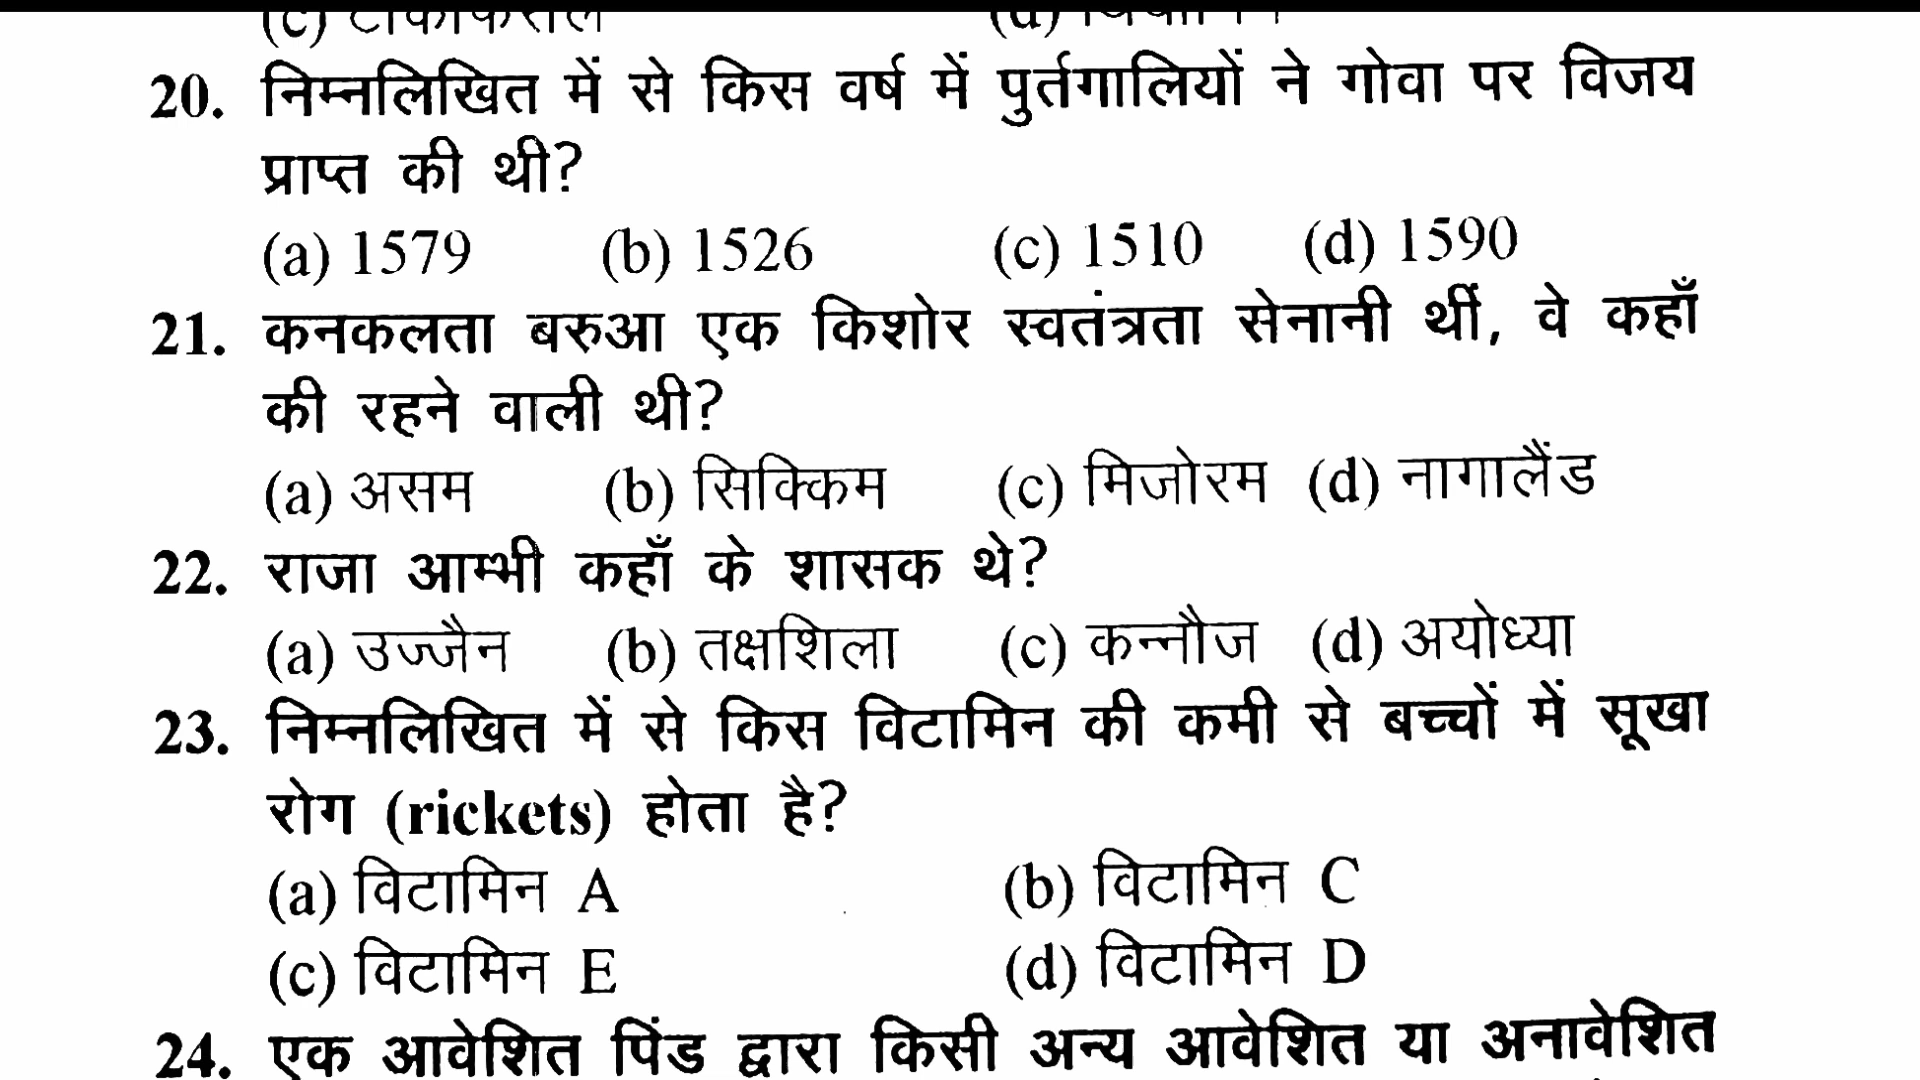 20. निम्नलिखित में से किस वर्ष में पुर्तगालियों ने गोवा पर विजय
प्राप्त की थी?
(a) 1579 (b) 1526 (c) 1510 (d) 1590
21. कनकलता बरुआ एक किशोर स्वतंत्रता सेनानी थीं, वे कहाँ
की रहने वाली थी?
(a) असम (b) सिक्किम (c) मिजोरम (d) नागालैंड
22. राजा आम्भी कहाँ के शासक थे?
(a) उज्जैन (b) तक्षशिला (c) कन्नौज (d) अयोध्या
23. निम्नलिखित में से किस विटामिन की कमी से बच्चों में सूखा
रोग (rickets) होता है?
(a) विटामिन A (b) विटामिन C
(c) विटामिन E (d) विटामिन D
24. एक आवेशित पिंड द्वारा किसी अन्य आवेशित या अनावेशित